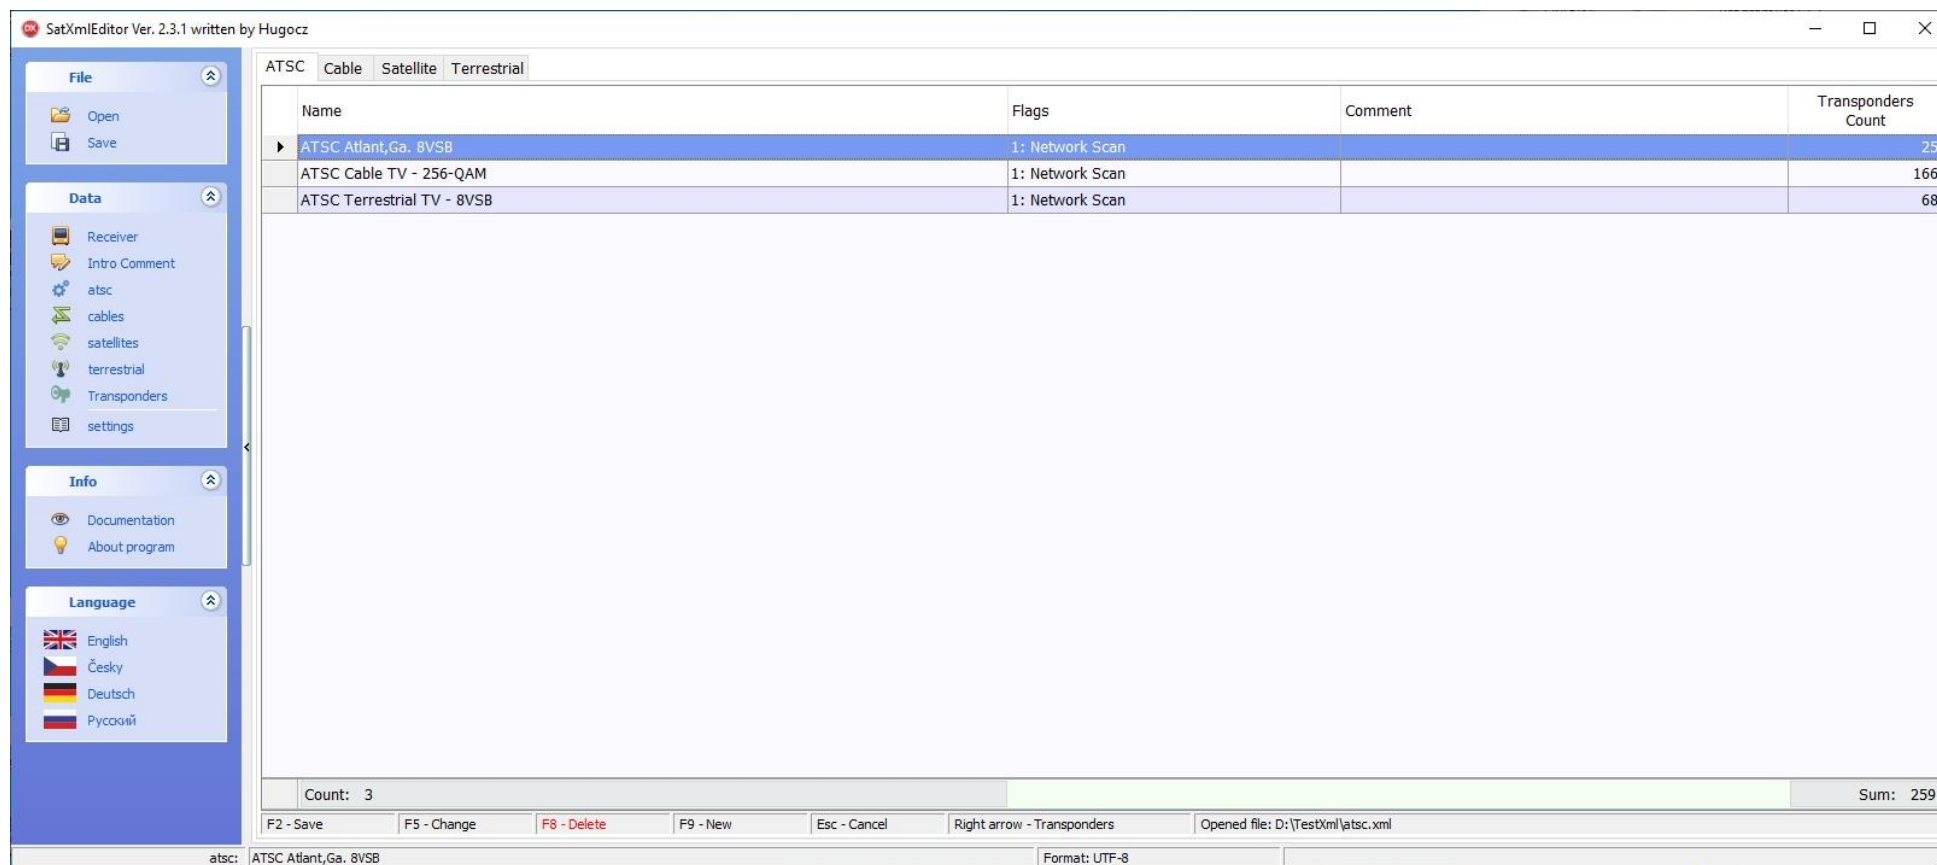 SatXmlEditor Ver. 2.3.1 written by Hugocz
File
Open
Save
Data
Receiver
Intro Comment
atsc
cables
satellites
terrestrial
Transponders
settings
Info
Documentation
About program
Language
English
Česky
Deutsch
Русский
ATSC Cable Satellite Terrestrial
Name Flags Comment Transponders
Count
ATSC Atlant,Ga. 8VSB 1: Network Scan 25
ATSC Cable TV - 256-QAM 1: Network Scan 166
ATSC Terrestrial TV - 8VSB 1: Network Scan 68
Count: 3 Sum: 259
F2 - Save F5 - Change F8 - Delete F9 - New Esc - Cancel Right arrow - Transponders Opened file: D:\TestXml\atsc.xml
atsc: ATSC Atlant,Ga. 8VSB Format: UTF-8